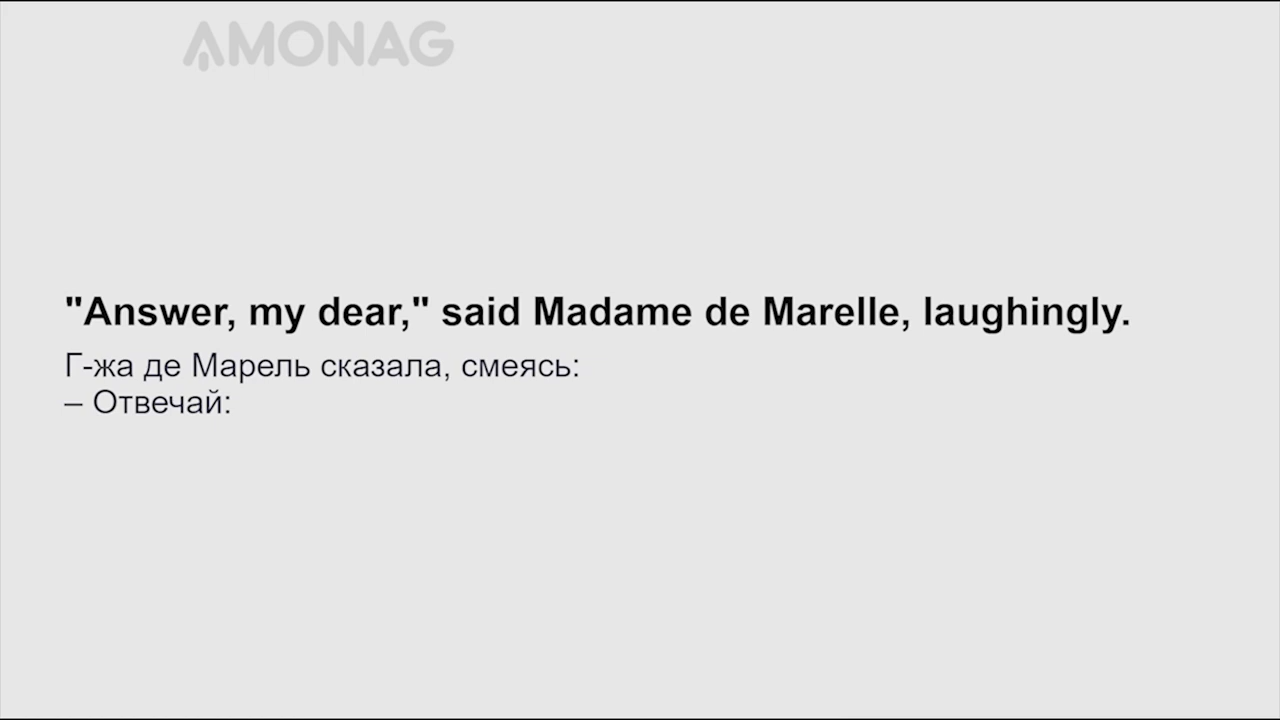 AMONAG
"Answer, my dear," said Madame de Marelle, laughingly.
Г-жа де Марель сказала, смеясь:
– Отвечай: